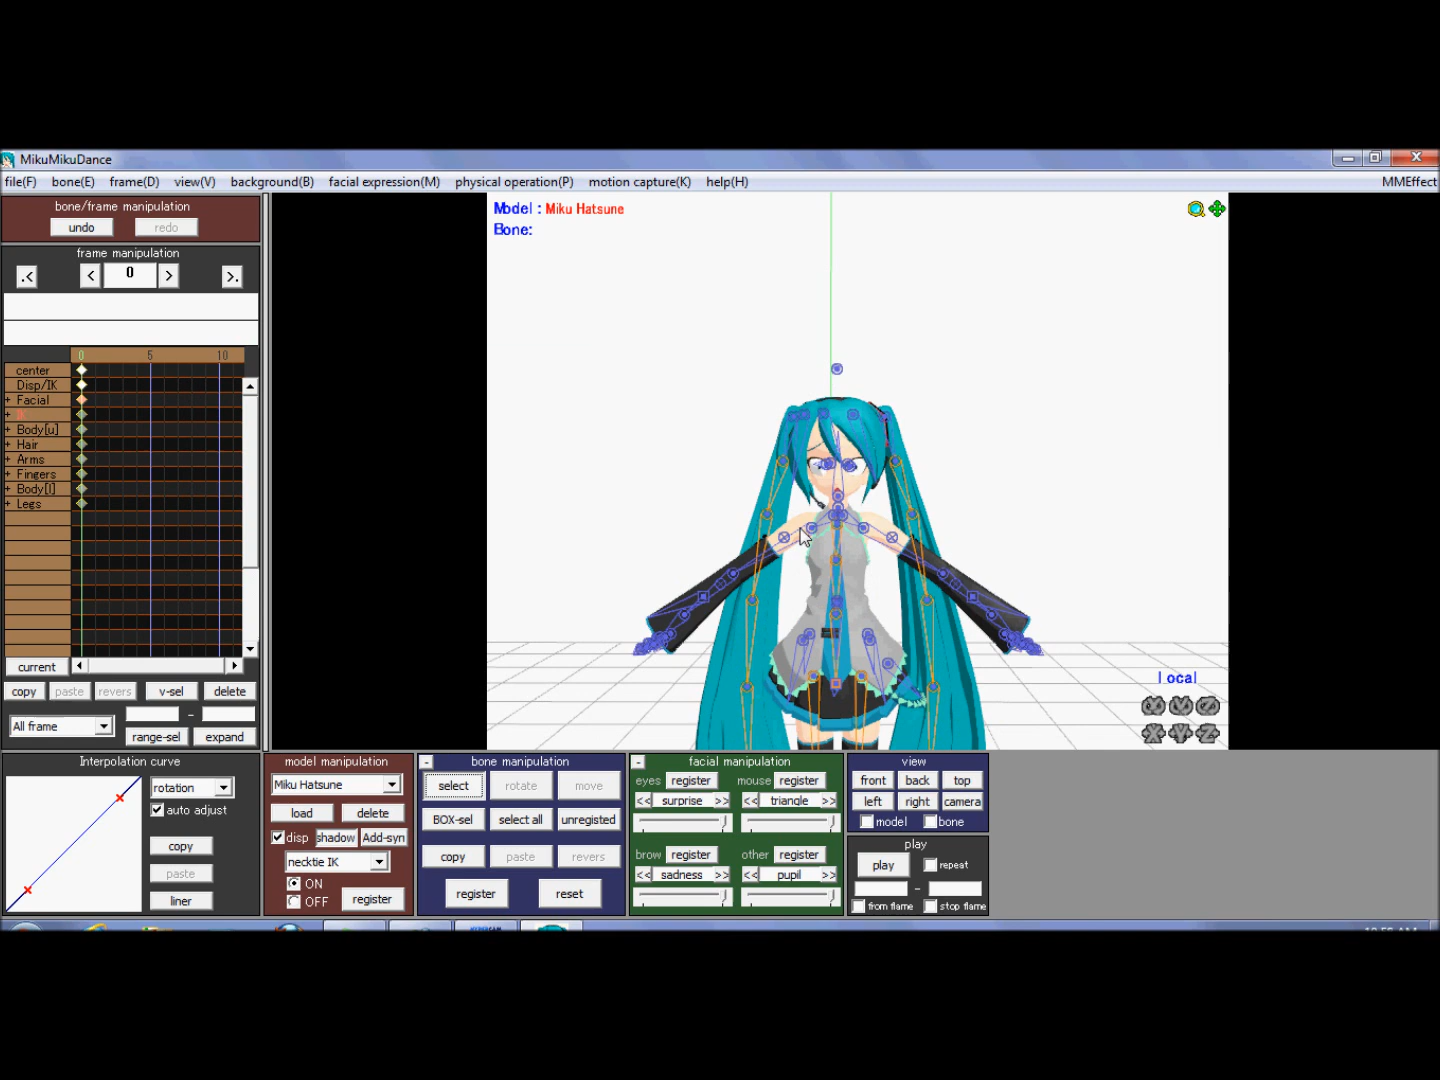 MikuMikuDance
file(F) bone(E) frame(D) view(V) background(B) facial expression(M) physical operation(P) motion capture(K) help(H) MMEffect
bone/frame manipulation
undo redo
frame manipulation
.< < 0 > >.
0 5 10
center
Disp/IK
+ Facial
+ IK
+ Body[u]
+ Hair
+ Arms
+ Fingers
+ Body[l]
+ Legs
current
copy paste revers v-sel delete
All frame -
range-sel expand
Model : Miku Hatsune
Bone:
local
X Y Z
Interpolation curve
rotation
auto adjust
copy
paste
liner
model manipulation
Miku Hatsune
load delete
disp shadow Add-syn
necktie IK
ON
OFF register
- bone manipulation
select rotate move
BOX-sel select all unregisted
copy paste revers
register reset
- facial manipulation
eyes register mouse register
<< surprise >> << triangle >>
brow register other register
<< sadness >> << pupil >>
view
front back top
left right camera
model bone
play
play repeat
-
from flame stop flame